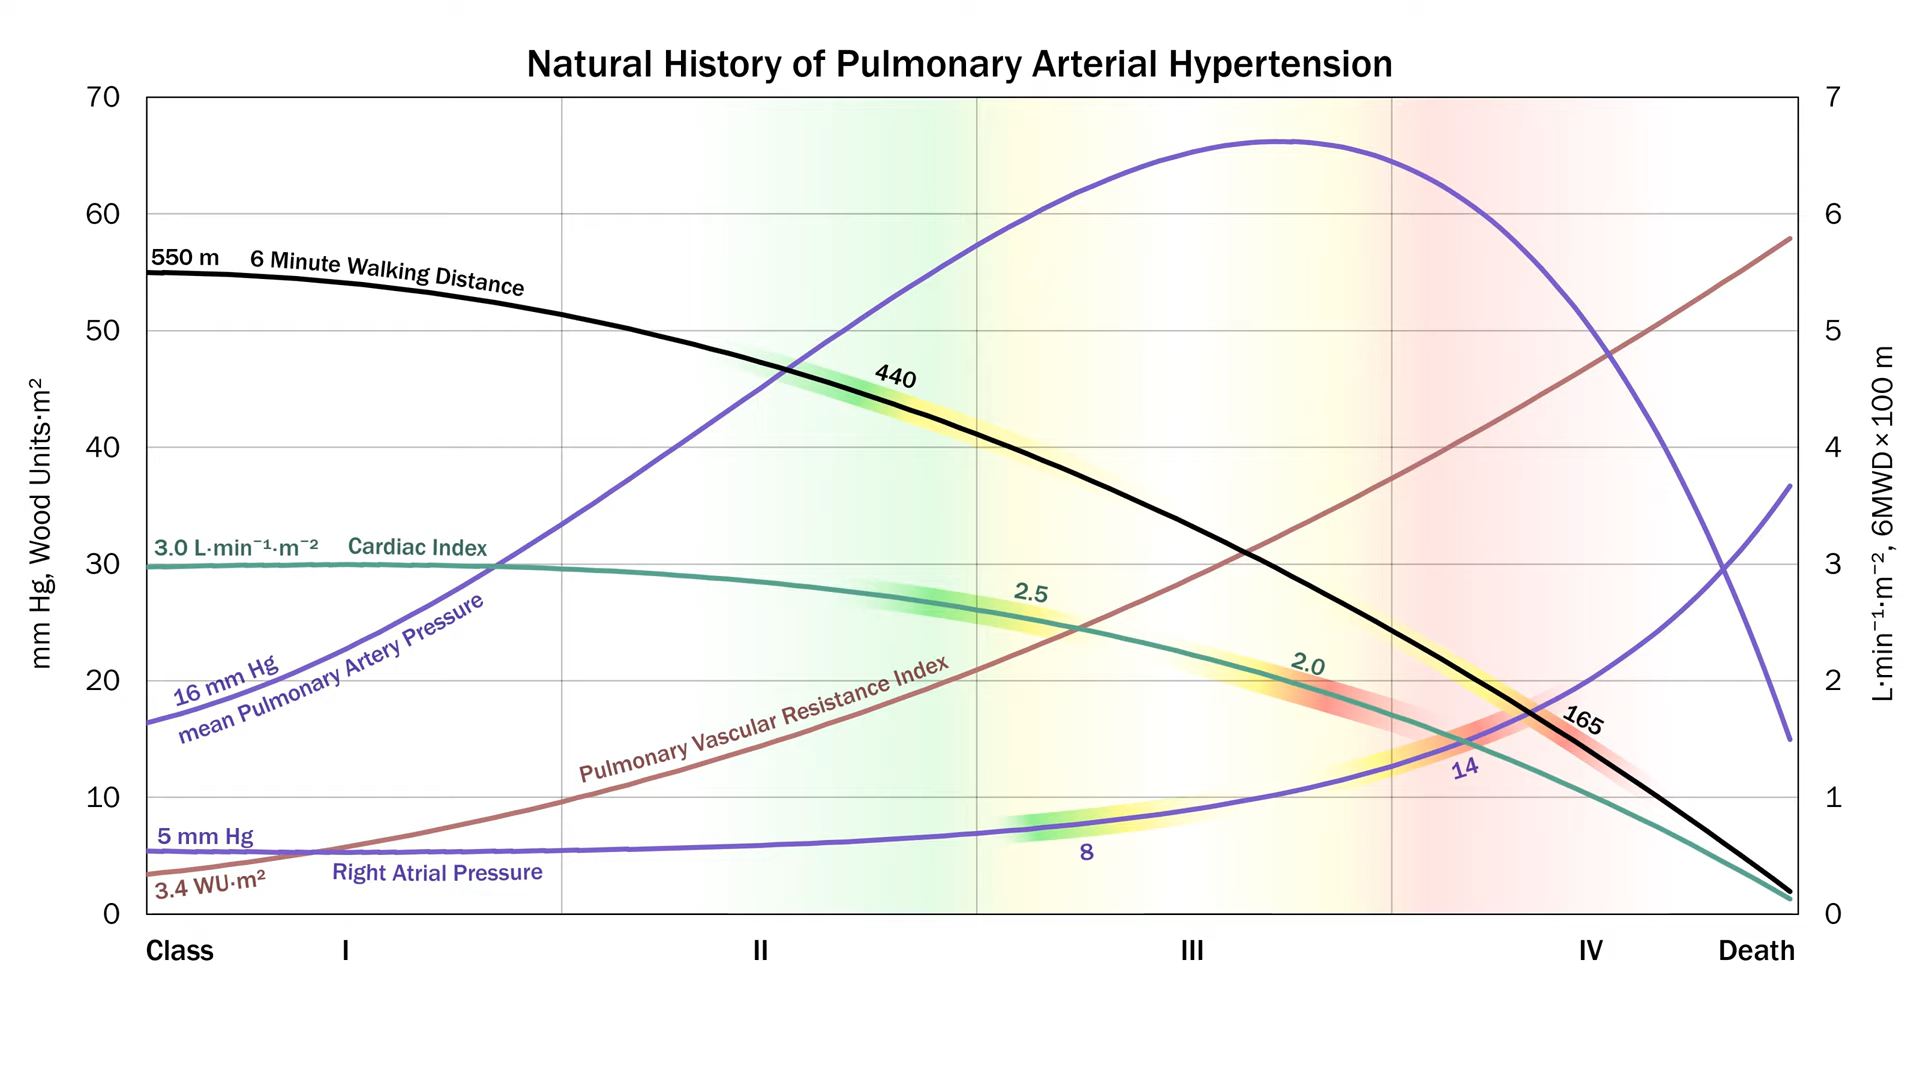 Natural History of Pulmonary Arterial Hypertension
70
60
50
40
30
20
10
0
mm Hg, Wood Units·m²
7
6
5
4
3
2
1
0
L·min⁻¹·m⁻², 6MWD×100 m
550 m 6 Minute Walking Distance
440
165
3.0 L·min⁻¹·m⁻² Cardiac Index
2.5
2.0
16 mm Hg
mean Pulmonary Artery Pressure
Pulmonary Vascular Resistance Index
3.4 WU·m²
5 mm Hg
Right Atrial Pressure
8
14
Class I II III IV Death